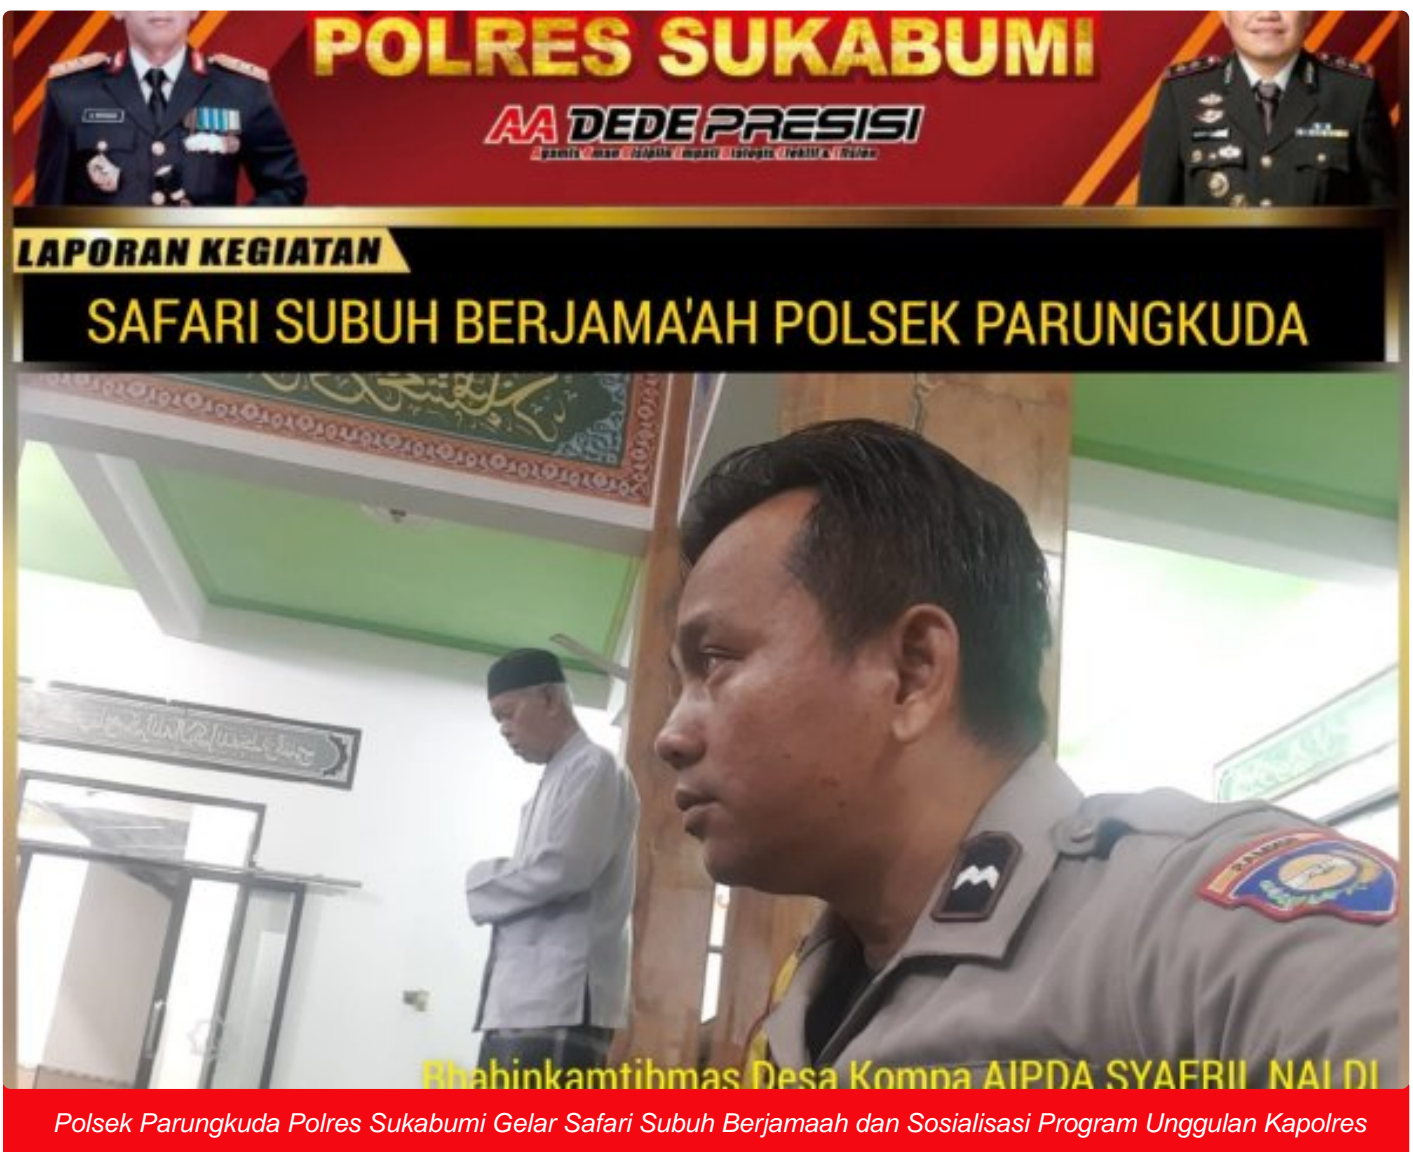 POLRES SUKABUMI
AA DEDE PRESISI
LAPORAN KEGIATAN
SAFARI SUBUH BERJAMA'AH POLSEK PARUNGKUDA
Bhabinkamtibmas Desa Kompa AIPDA SYAFRIL NALDI
Polsek Parungkuda Polres Sukabumi Gelar Safari Subuh Berjamaah dan Sosialisasi Program Unggulan Kapolres